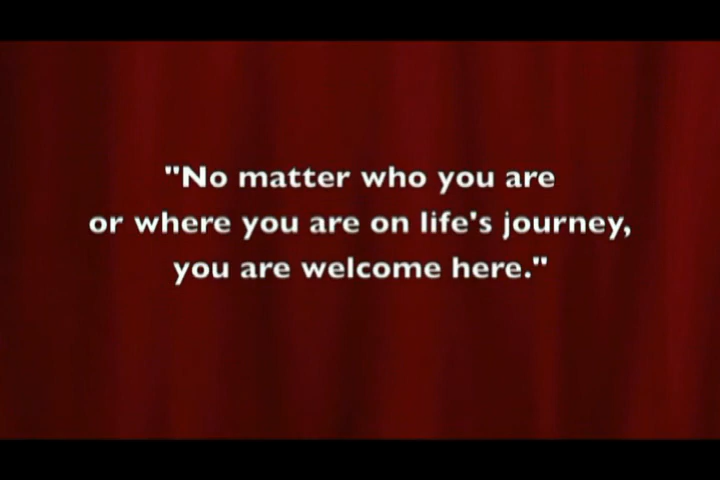 "No matter who you are
or where you are on life's journey,
you are welcome here."